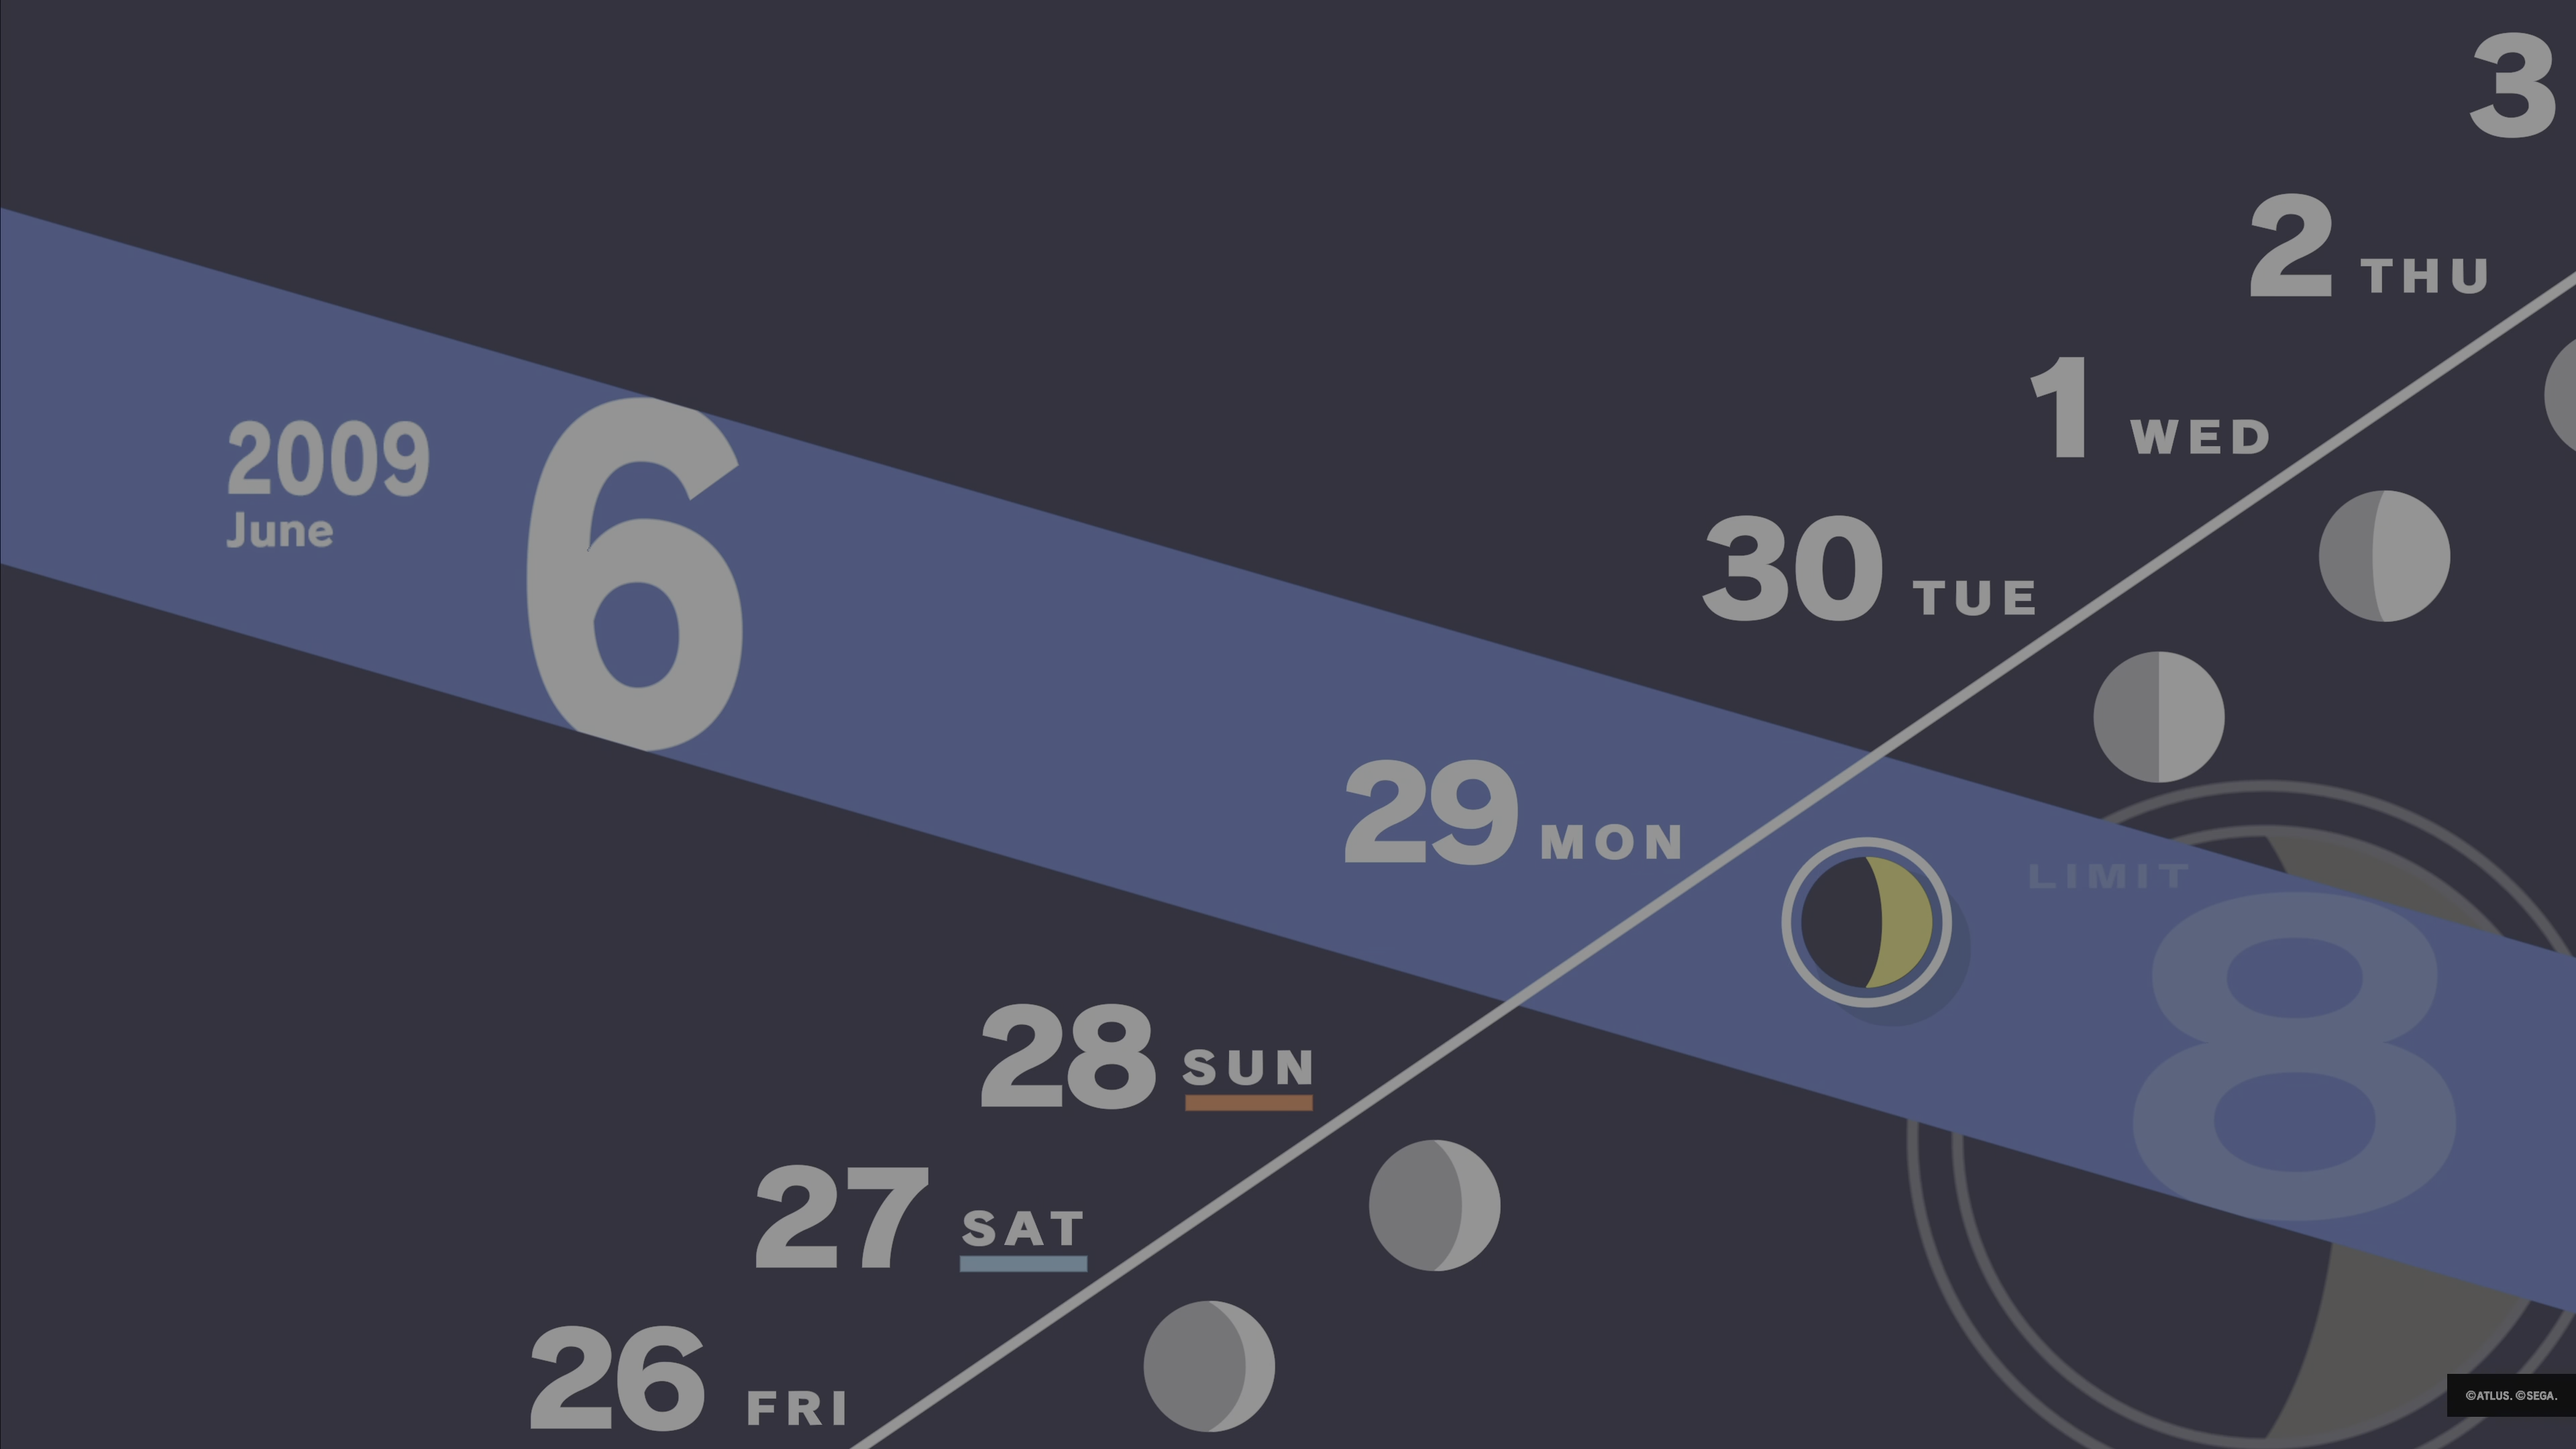 3
2 THU
1 WED
2009
June
6
30 TUE
29 MON
LIMIT
8
28 SUN
27 SAT
26 FRI
©ATLUS. ©SEGA.